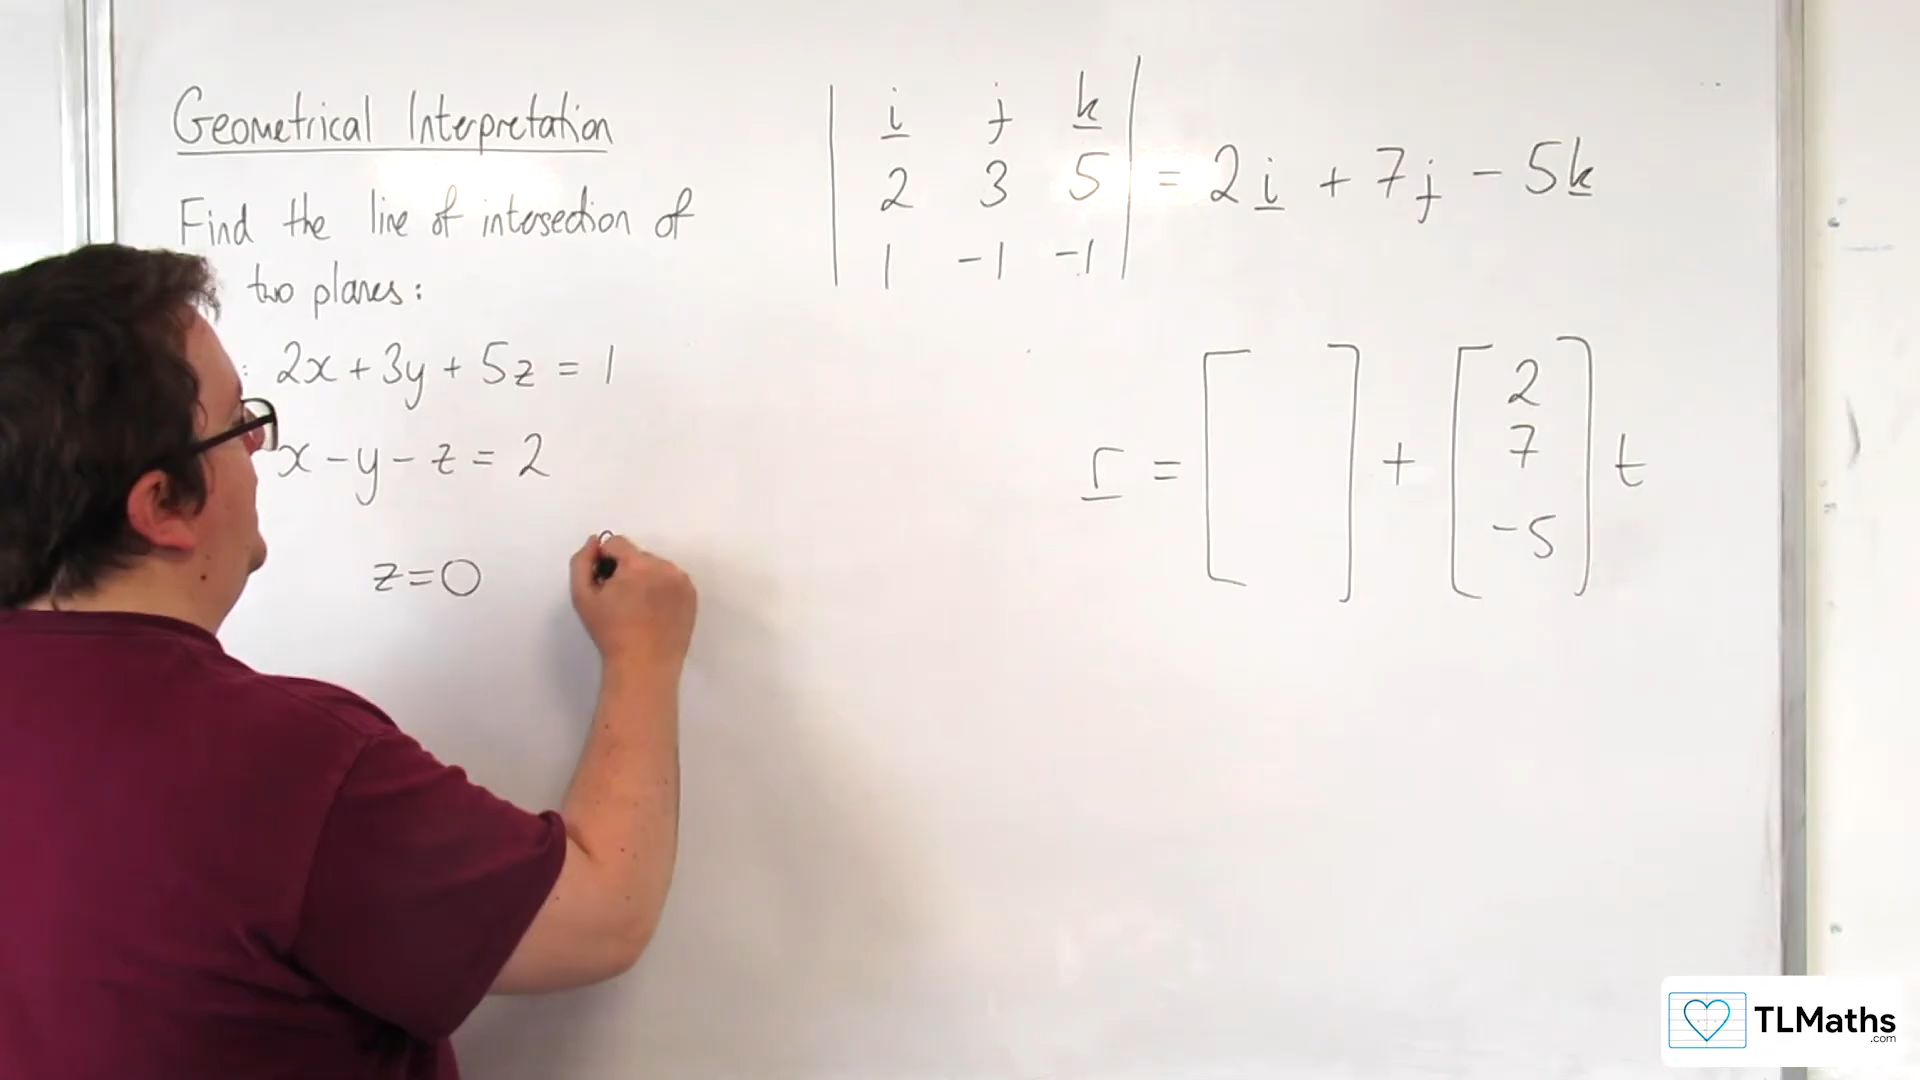 Geometrical Interpretation
Find the line of intersection of
two planes:
: 2x + 3y + 5z = 1
x - y - z = 2
z = 0
| i j k |
| 2 3 5 | = 2i + 7j - 5k
| 1 -1 -1 |
r = [ ] + [ 2
7
-5 ] t
TLMaths
.com